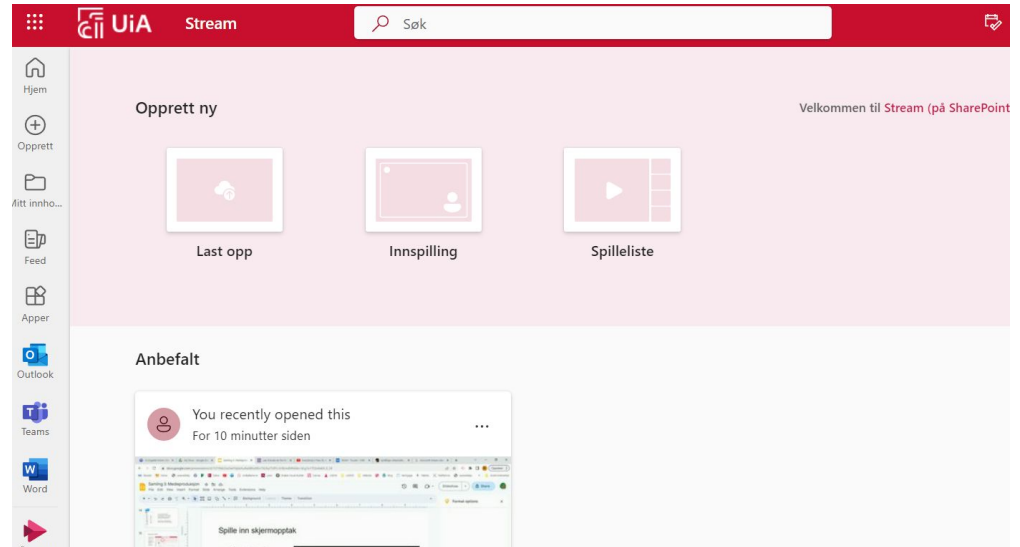 UiA
Stream
Søk
Hjem
Opprett
Mitt innho...
Feed
Apper
Outlook
Teams
Word
Opprett ny
Velkommen til Stream (på SharePoint
Last opp
Innspilling
Spilleliste
Anbefalt
You recently opened this
For 10 minutter siden
...
Spille inn skjermopptak